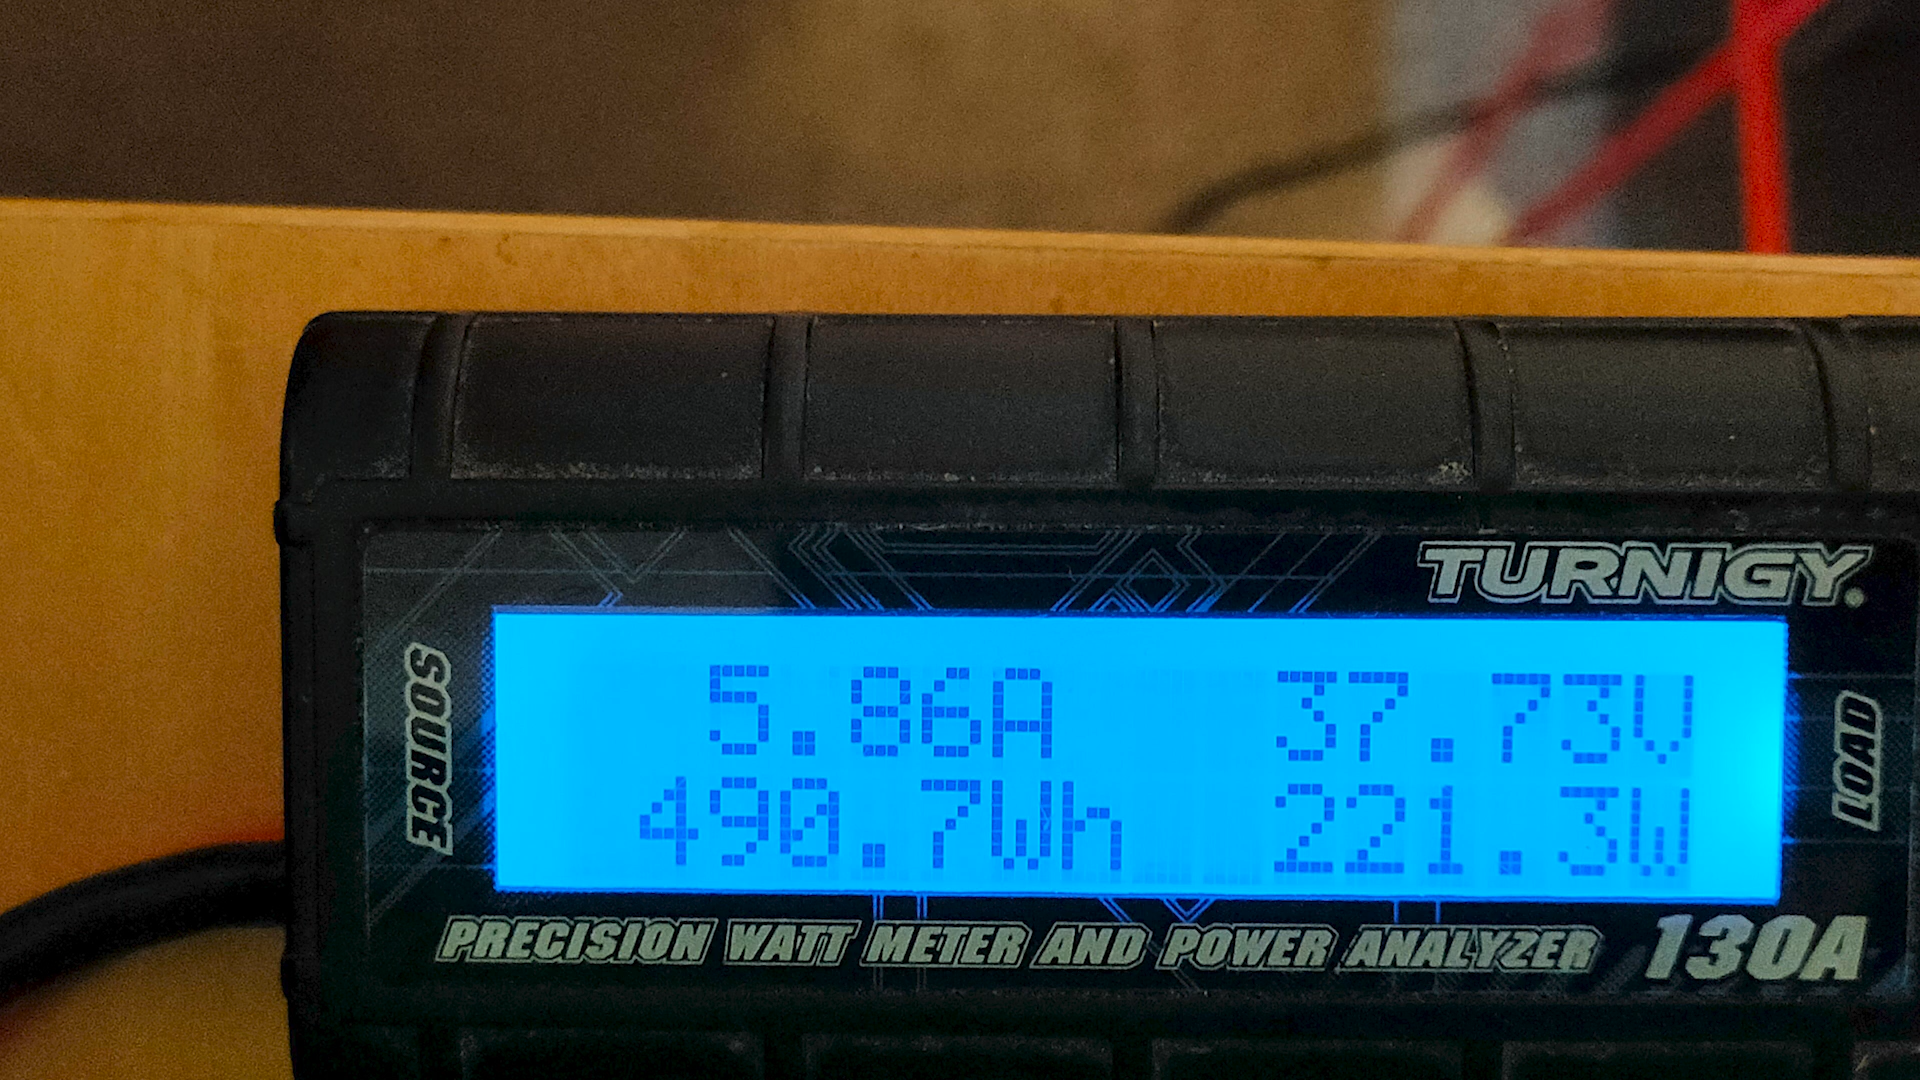 TURNIGY.
SOURCE
5.86A 37.73V
490.7Wh 221.3W
LOAD
PRECISION WATT METER AND POWER ANALYZER 130A